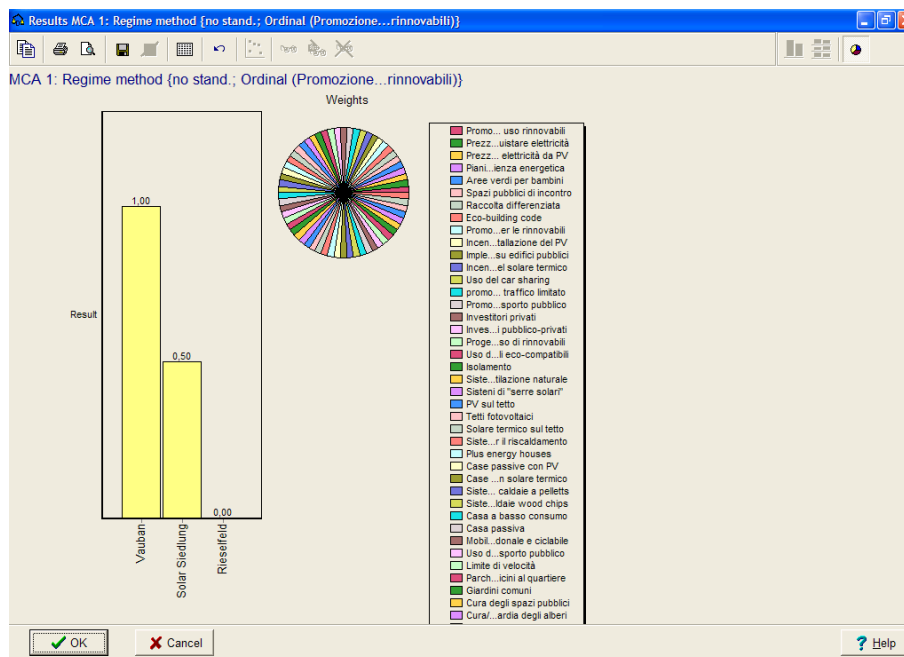 Results MCA 1: Regime method {no stand.; Ordinal (Promozione...rinnovabili)}
MCA 1: Regime method {no stand.; Ordinal (Promozione...rinnovabili)}
Weights
1,00
0,50
0,00
Result
Vauban
Solar Siedlung
Rieselfeld
Promo... uso rinnovabili
Prezz... uistare elettricità
Prezz... elettricità da PV
Piani...ienza energetica
Aree verdi per bambini
Spazi pubblici di incontro
Raccolta differenziata
Eco-building code
Promo...er le rinnovabili
Incen...tallazione del PV
Imple...su edifici pubblici
Incen...el solare termico
Uso del car sharing
promo... traffico limitato
Promo...sporto pubblico
Investitori privati
Inves...i pubblico-privati
Proge...so di rinnovabili
Uso d...li eco-compatibili
Isolamento
Siste...tilazione naturale
Sisteni di "serre solari"
PV sul tetto
Tetti fotovoltaici
Solare termico sul tetto
Siste...r il riscaldamento
Plus energy houses
Case passive con PV
Case ...n solare termico
Siste... caldaie a pelletts
Siste...ldaie wood chips
Casa a basso consumo
Casa passiva
Mobil...donale e ciclabile
Uso d...sporto pubblico
Limite di velocità
Parch...icini al quartiere
Giardini comuni
Cura degli spazi pubblici
Cura/...ardia degli alberi
OK
Cancel
? Help